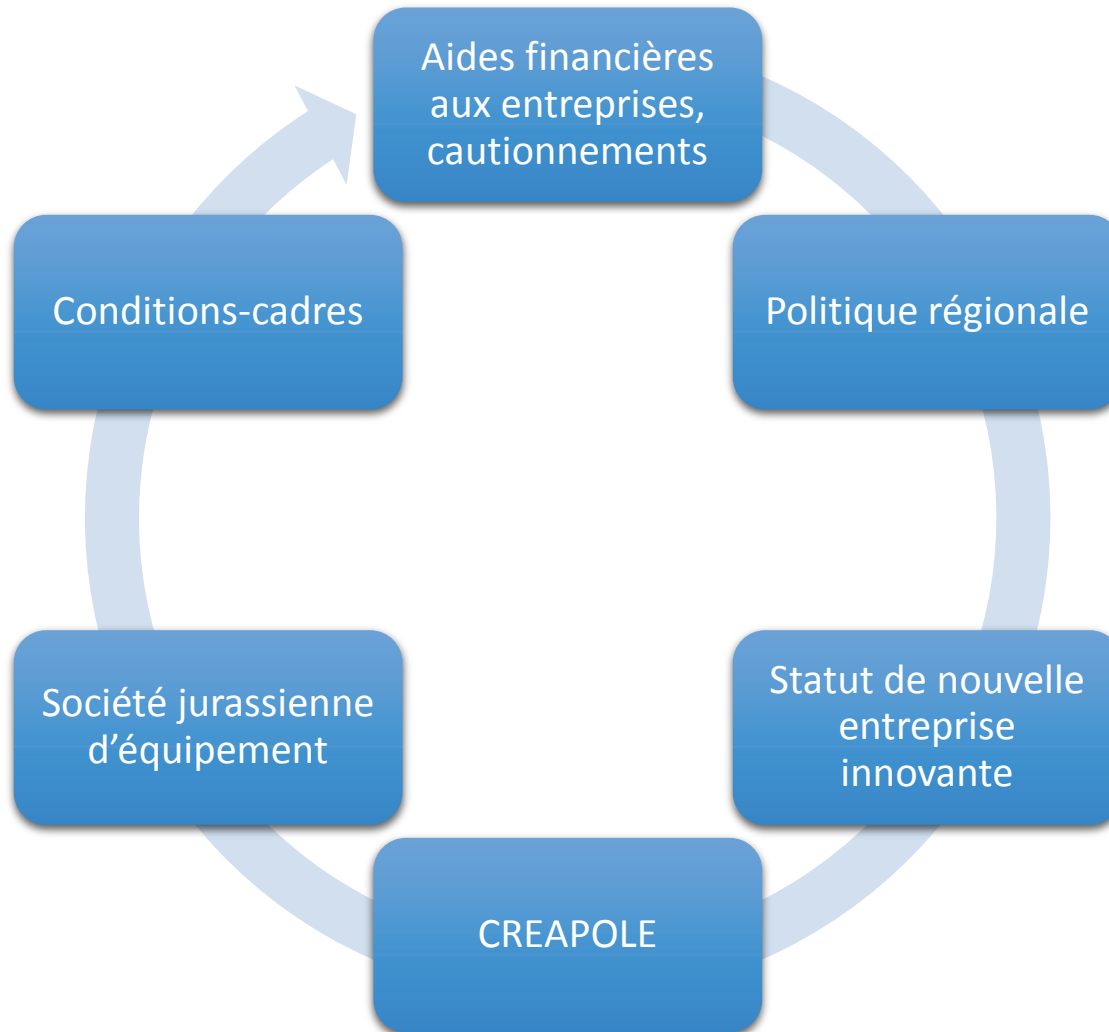 Aides financières
aux entreprises,
cautionnements
Politique régionale
Statut de nouvelle
entreprise
innovante
CREAPOLE
Société jurassienne
d’équipement
Conditions-cadres